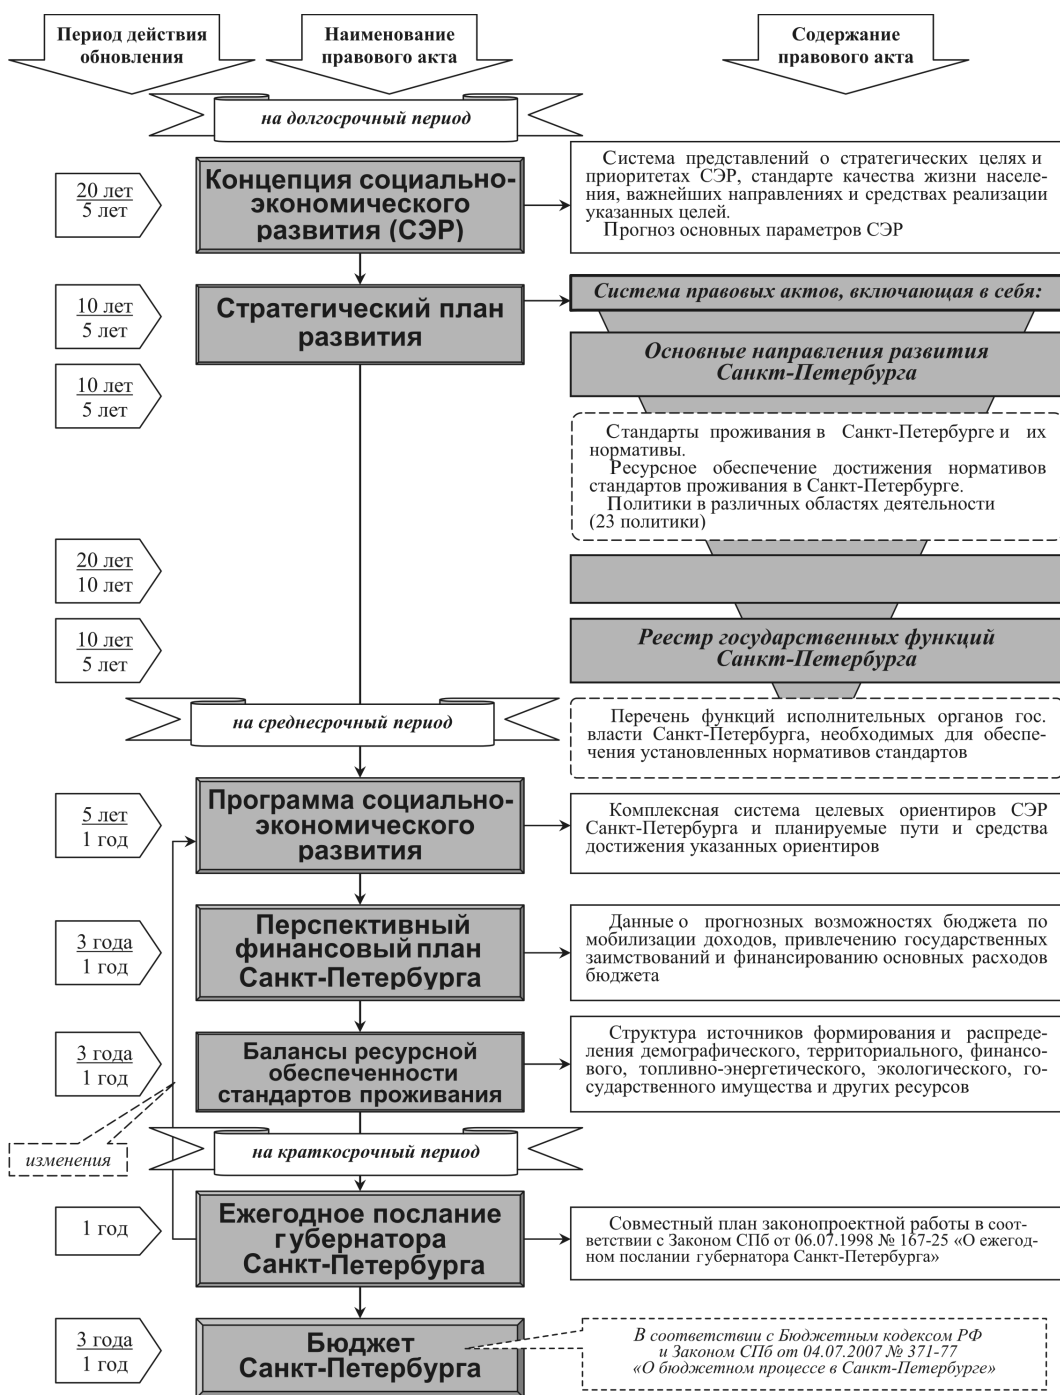 Период действия
обновления
Наименование
правового акта
Содержание
правового акта
на долгосрочный период
20 лет
5 лет
Концепция социально-
экономического
развития (СЭР)
Система представлений о стратегических целях и
приоритетах СЭР, стандарте качества жизни населе-
ния, важнейших направлениях и средствах реализации
указанных целей.
Прогноз основных параметров СЭР
10 лет
5 лет
Стратегический план
развития
Система правовых актов, включающая в себя:
Основные направления развития
Санкт-Петербурга
10 лет
5 лет
Стандарты проживания в Санкт-Петербурге и их
нормативы.
Ресурсное обеспечение достижения нормативов
стандартов проживания в Санкт-Петербурге.
Политики в различных областях деятельности
(23 политики)
20 лет
10 лет
10 лет
5 лет
Реестр государственных функций
Санкт-Петербурга
на среднесрочный период
Перечень функций исполнительных органов гос.
власти Санкт-Петербурга, необходимых для обеспе-
чения установленных нормативов стандартов
5 лет
1 год
Программа социально-
экономического
развития
Комплексная система целевых ориентиров СЭР
Санкт-Петербурга и планируемые пути и средства
достижения указанных ориентиров
3 года
1 год
Перспективный
финансовый план
Санкт-Петербурга
Данные о прогнозных возможностях бюджета по
мобилизации доходов, привлечению государственных
заимствований и финансированию основных расходов
бюджета
3 года
1 год
Балансы ресурсной
обеспеченности
стандартов проживания
Структура источников формирования и распреде-
ления демографического, территориального, финансо-
вого, топливно-энергетического, экологического, го-
сударственного имущества и других ресурсов
изменения
на краткосрочный период
1 год
Ежегодное послание
губернатора
Санкт-Петербурга
Совместный план законопроектной работы в соот-
ветствии с Законом СПб от 06.07.1998 № 167-25 «О ежегод-
ном послании губернатора Санкт-Петербурга»
3 года
1 год
Бюджет
Санкт-Петербурга
В соответствии с Бюджетным кодексом РФ
и Законом СПб от 04.07.2007 № 371-77
«О бюджетном процессе в Санкт-Петербурге»